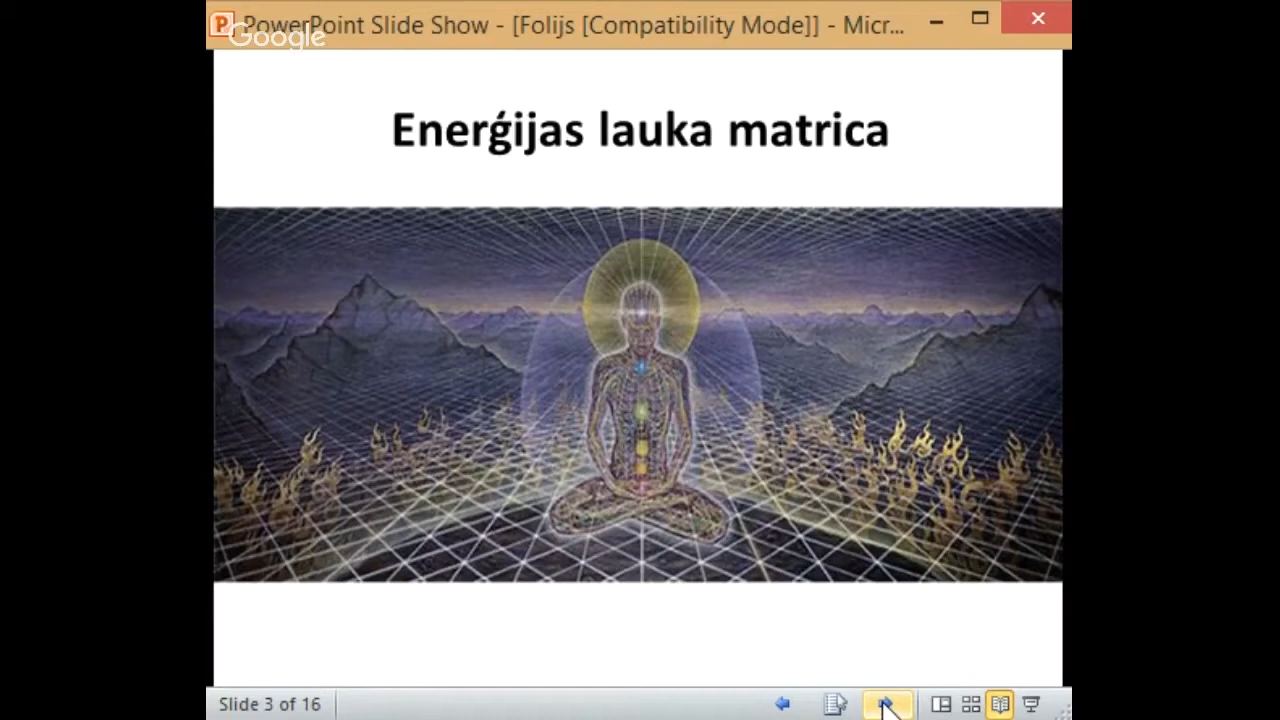 PowerPoint Slide Show - [Folijs [Compatibility Mode]] - Micr...
Google
Enerģijas lauka matrica
Slide 3 of 16